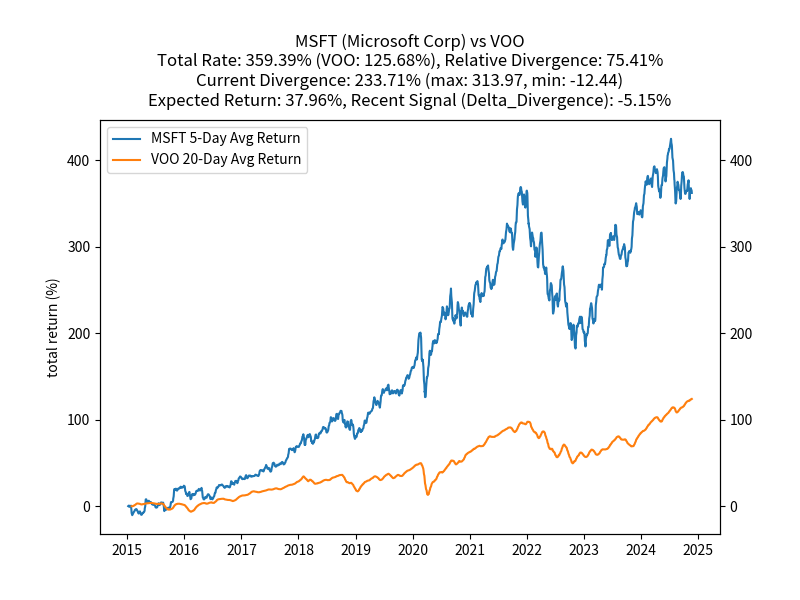 MSFT (Microsoft Corp) vs VOO
Total Rate: 359.39% (VOO: 125.68%), Relative Divergence: 75.41%
Current Divergence: 233.71% (max: 313.97, min: -12.44)
Expected Return: 37.96%, Recent Signal (Delta_Divergence): -5.15%
MSFT 5-Day Avg Return
VOO 20-Day Avg Return
total return (%)
400
300
200
100
0
400
300
200
100
0
2015 2016 2017 2018 2019 2020 2021 2022 2023 2024 2025